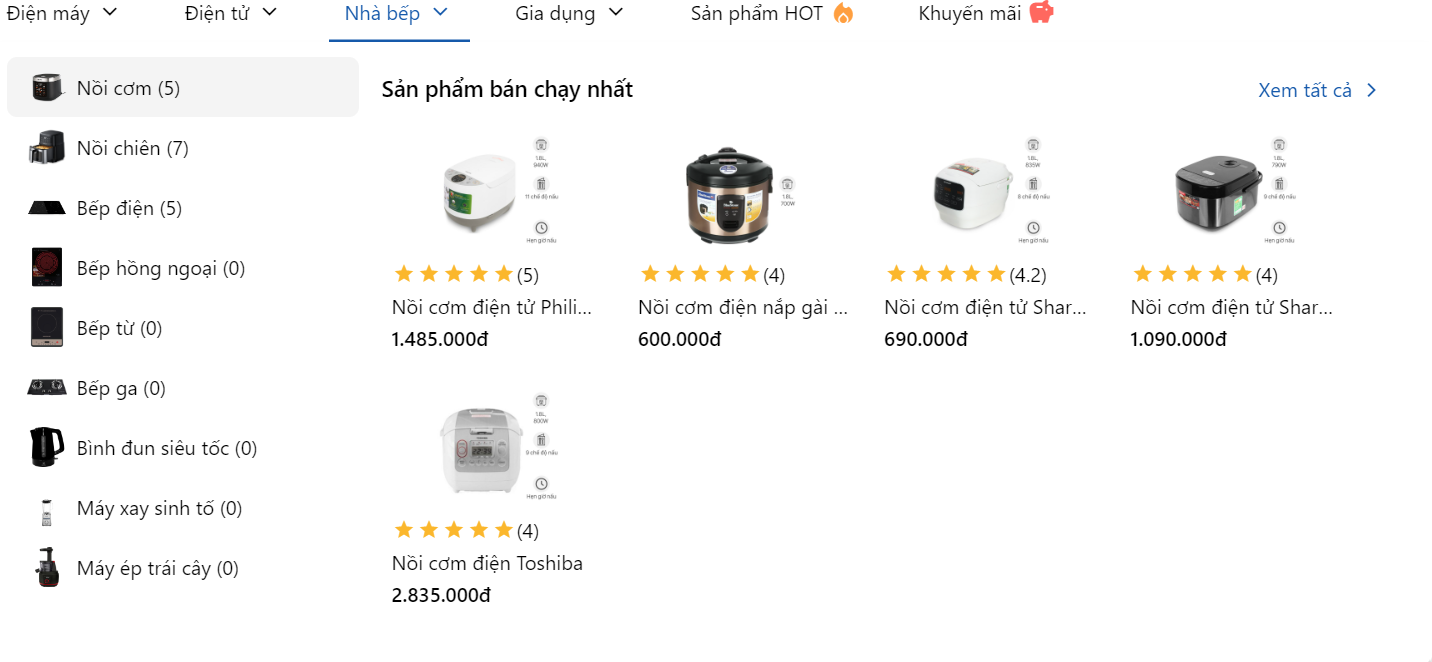 Điện máy
Điện tử
Nhà bếp
Gia dụng
Sản phẩm HOT
Khuyến mãi
Nồi cơm (5)
Nồi chiên (7)
Bếp điện (5)
Bếp hồng ngoại (0)
Bếp từ (0)
Bếp ga (0)
Bình đun siêu tốc (0)
Máy xay sinh tố (0)
Máy ép trái cây (0)
Sản phẩm bán chạy nhất
Xem tất cả
1.8L,
940W
11 chế độ nấu
Hẹn giờ nấu
(5)
Nồi cơm điện tử Phili...
1.485.000đ
1.8L,
700W
(4)
Nồi cơm điện nắp gài ...
600.000đ
1.8L,
835W
8 chế độ nấu
Hẹn giờ nấu
(4.2)
Nồi cơm điện tử Shar...
690.000đ
1.8L,
790W
9 chế độ nấu
Hẹn giờ nấu
(4)
Nồi cơm điện tử Shar...
1.090.000đ
1.8L,
800W
9 chế độ nấu
Hẹn giờ nấu
(4)
Nồi cơm điện Toshiba
2.835.000đ